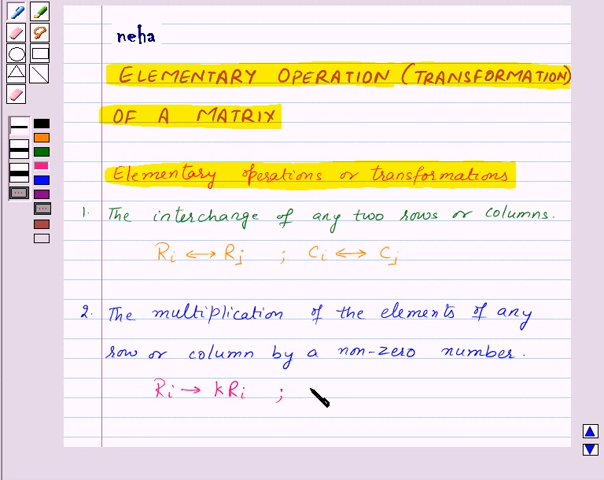 neha
ELEMENTARY OPERATION (TRANSFORMATION)
OF A MATRIX
Elementary operations or transformations
1. The interchange of any two rows or columns.
Ri ↔ Rj ; Ci ↔ Cj
2. The multiplication of the elements of any
row or column by a non-zero number.
Ri → kRi ;